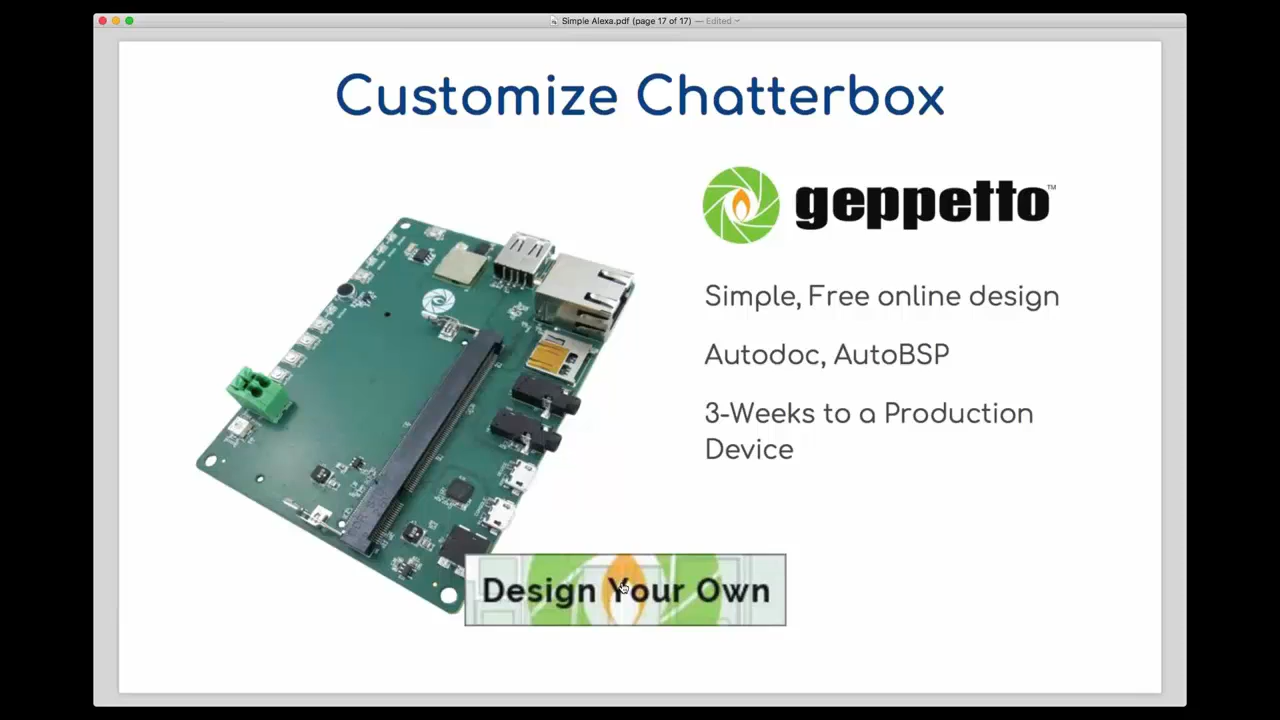 Simple Alexa.pdf (page 17 of 17) — Edited
Customize Chatterbox
geppetto™
Simple, Free online design
Autodoc, AutoBSP
3-Weeks to a Production
Device
Design Your Own